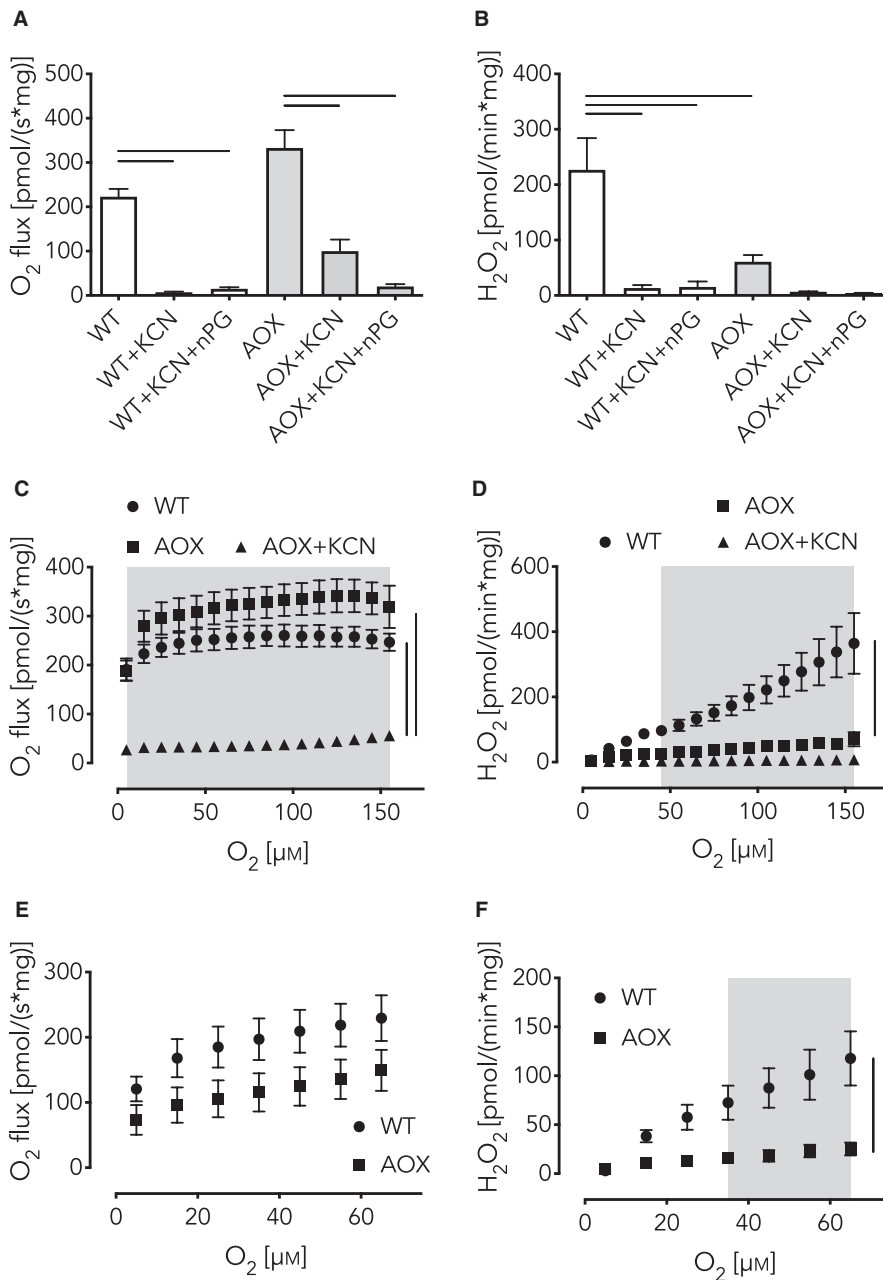 A
O₂ flux [pmol/(s*mg)]
500
400
300
200
100
0
WT
WT+KCN
WT+KCN+nPG
AOX
AOX+KCN
AOX+KCN+nPG
B
H₂O₂ [pmol/(min*mg)]
400
300
200
100
0
WT
WT+KCN
WT+KCN+nPG
AOX
AOX+KCN
AOX+KCN+nPG
C
WT
AOX
AOX+KCN
O₂ flux [pmol/(s*mg)]
400
300
200
100
0
0 50 100 150
O₂ [µM]
D
AOX
WT
AOX+KCN
H₂O₂ [pmol/(min*mg)]
600
400
200
0
0 50 100 150
O₂ [µM]
E
O₂ flux [pmol/(s*mg)]
300
200
100
0
WT
AOX
0 20 40 60
O₂ [µM]
F
H₂O₂ [pmol/(min*mg)]
200
150
100
50
0
WT
AOX
0 20 40 60
O₂ [µM]